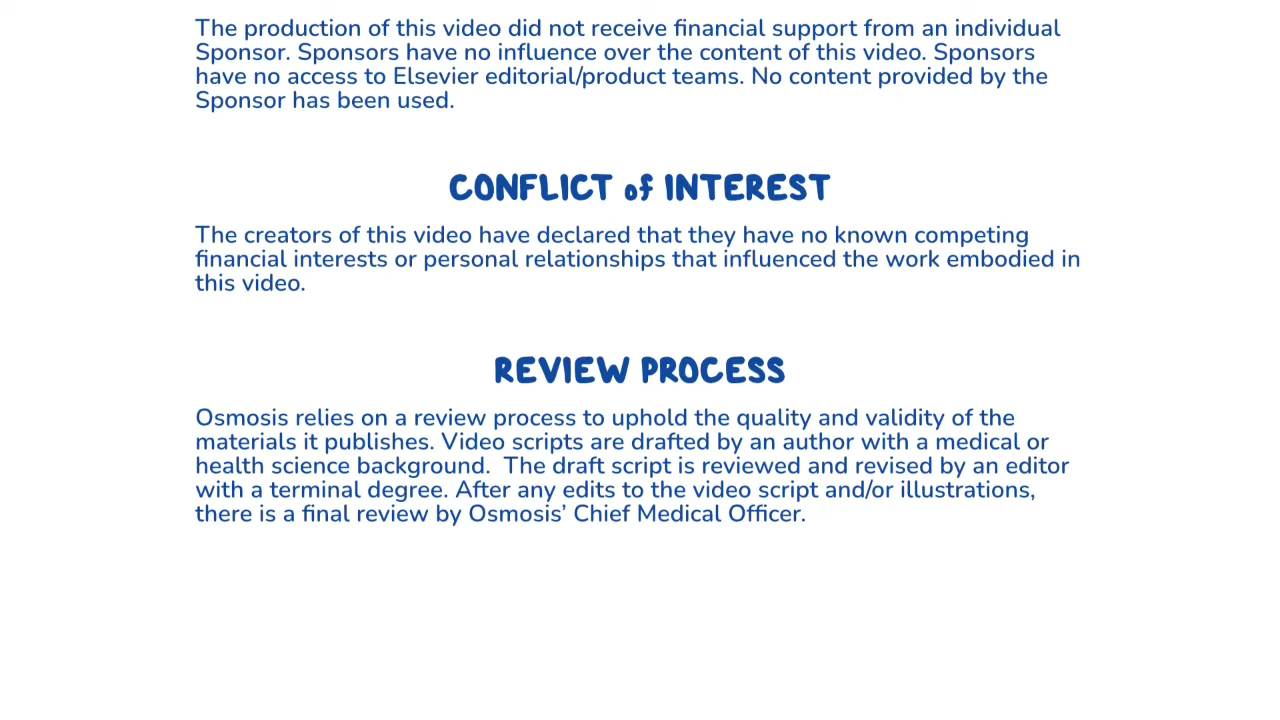 The production of this video did not receive financial support from an individual
Sponsor. Sponsors have no influence over the content of this video. Sponsors
have no access to Elsevier editorial/product teams. No content provided by the
Sponsor has been used.
CONFLICT of INTEREST
The creators of this video have declared that they have no known competing
financial interests or personal relationships that influenced the work embodied in
this video.
REVIEW PROCESS
Osmosis relies on a review process to uphold the quality and validity of the
materials it publishes. Video scripts are drafted by an author with a medical or
health science background.  The draft script is reviewed and revised by an editor
with a terminal degree. After any edits to the video script and/or illustrations,
there is a final review by Osmosis’ Chief Medical Officer.